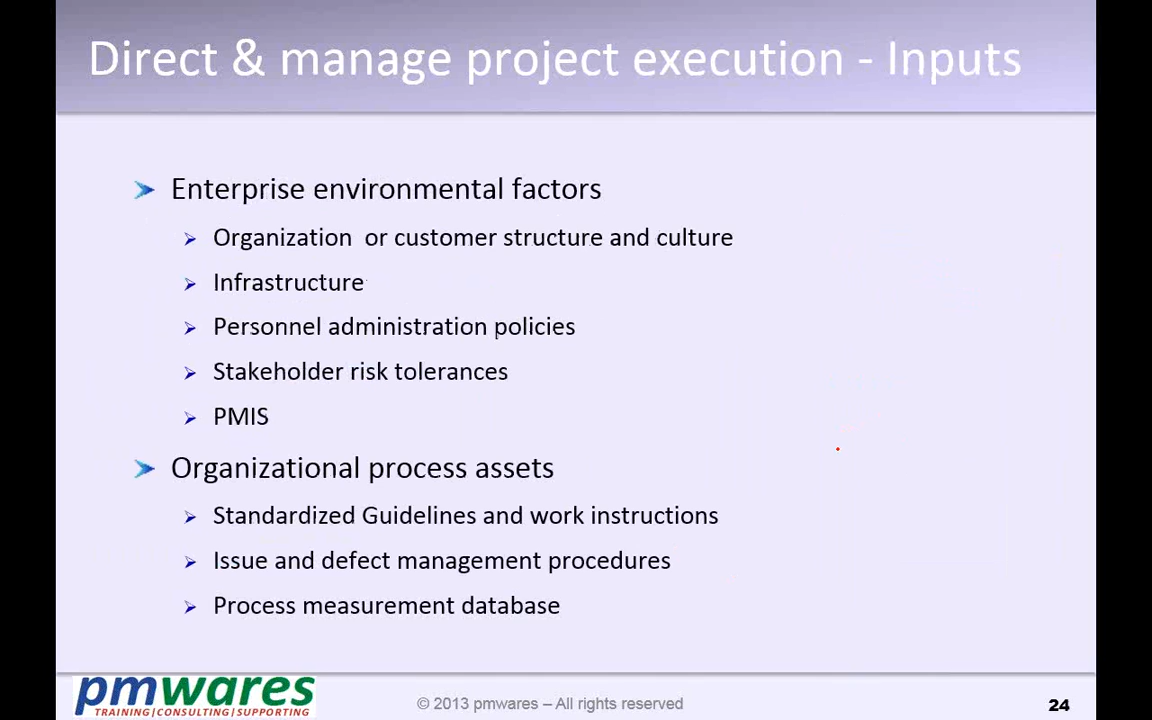 Direct & manage project execution - Inputs
Enterprise environmental factors
Organization  or customer structure and culture
Infrastructure
Personnel administration policies
Stakeholder risk tolerances
PMIS
Organizational process assets
Standardized Guidelines and work instructions
Issue and defect management procedures
Process measurement database
pmwares
TRAINING|CONSULTING|SUPPORTING
© 2013 pmwares – All rights reserved
24